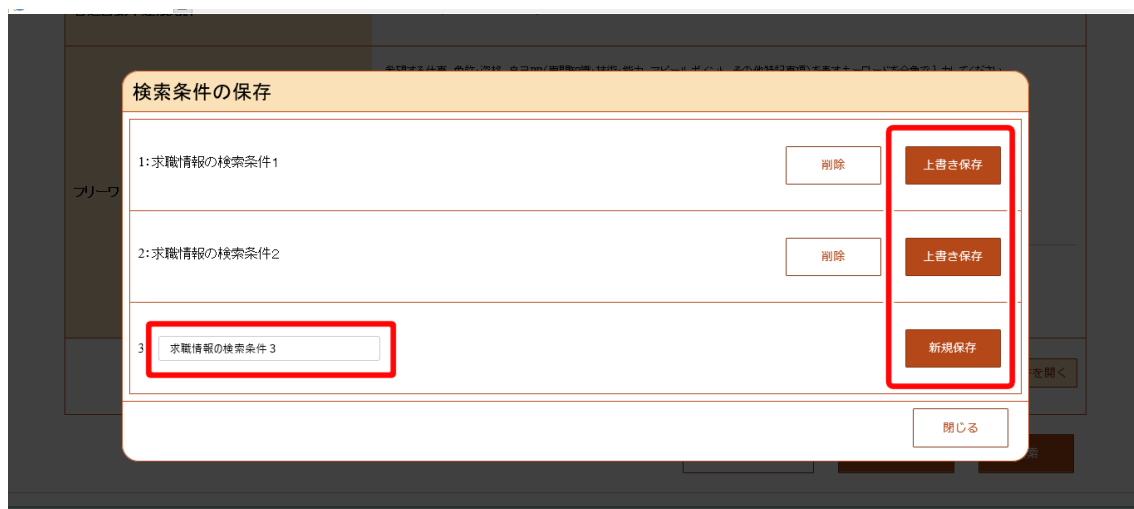 検索条件の保存
1:求職情報の検索条件1
削除
上書き保存
2:求職情報の検索条件2
削除
上書き保存
3
求職情報の検索条件3
新規保存
閉じる
フリーワ
を開く